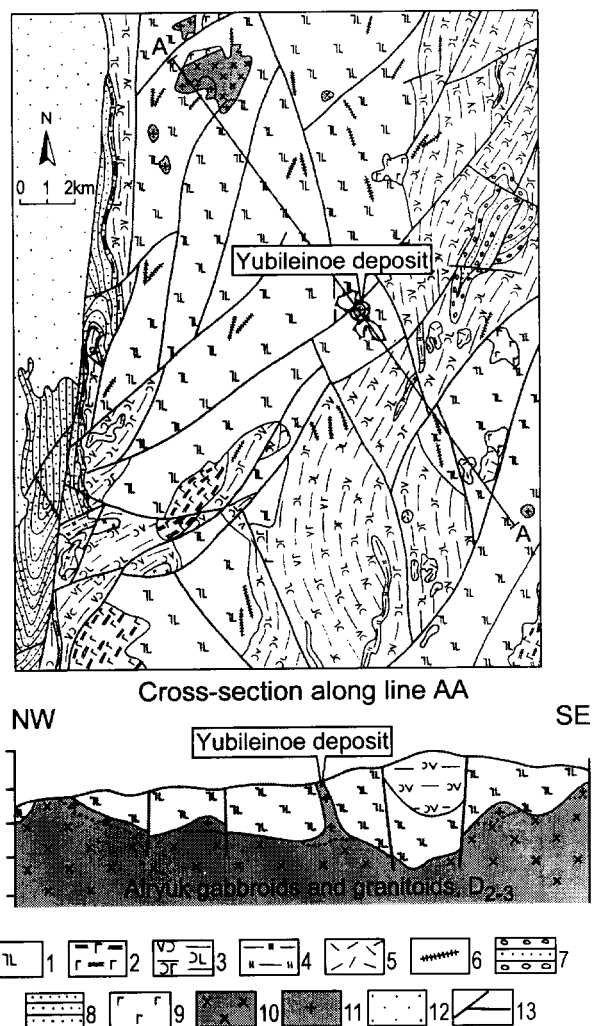 A
N
0 1 2km
Yubileinoe deposit
A
Cross-section along line AA
NW SE
Yubileinoe deposit
Airyuk gabbroids and granitoids, D2-3
1 2 3 4 5 6 7
8 9 10 11 12 13